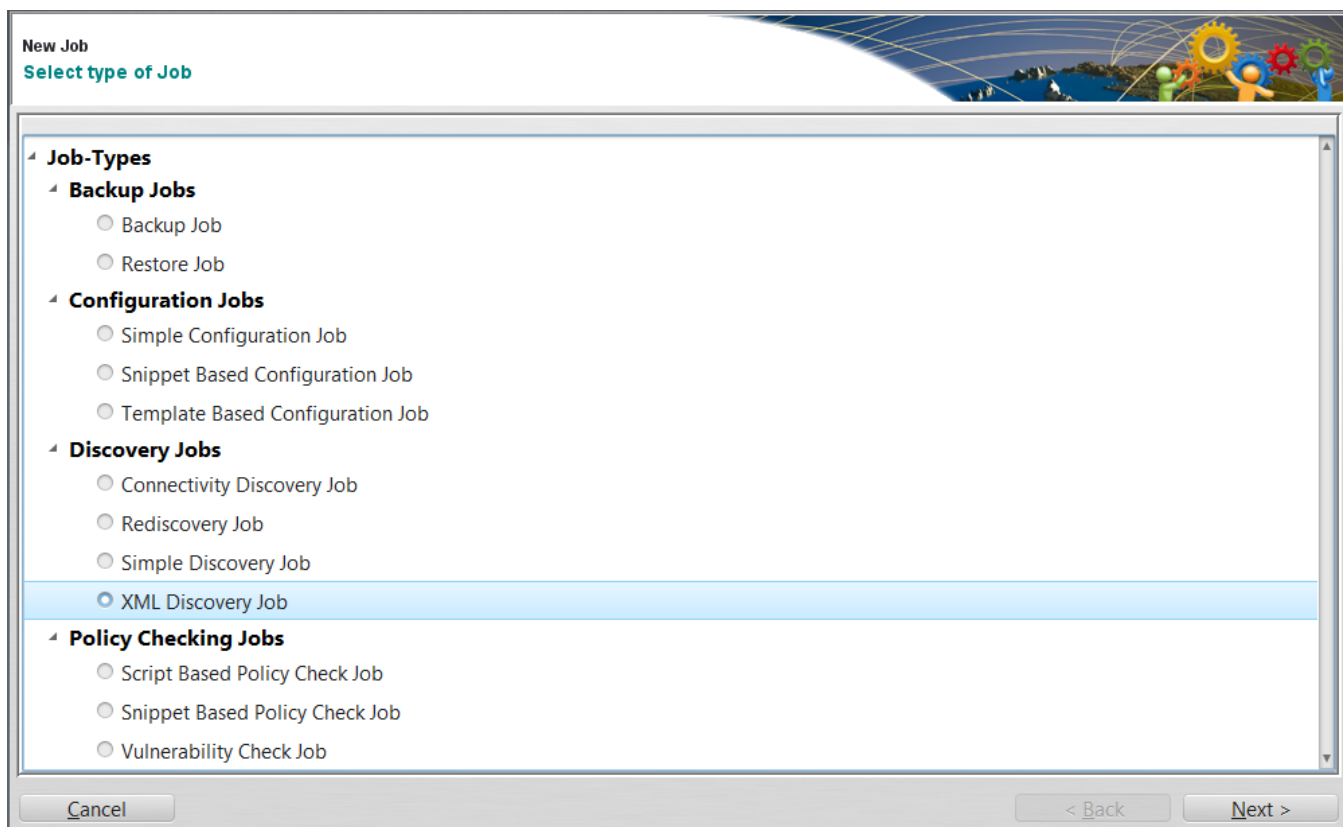 New Job
Select type of Job
Job-Types
Backup Jobs
Backup Job
Restore Job
Configuration Jobs
Simple Configuration Job
Snippet Based Configuration Job
Template Based Configuration Job
Discovery Jobs
Connectivity Discovery Job
Rediscovery Job
Simple Discovery Job
XML Discovery Job
Policy Checking Jobs
Script Based Policy Check Job
Snippet Based Policy Check Job
Vulnerability Check Job
Cancel < Back Next >